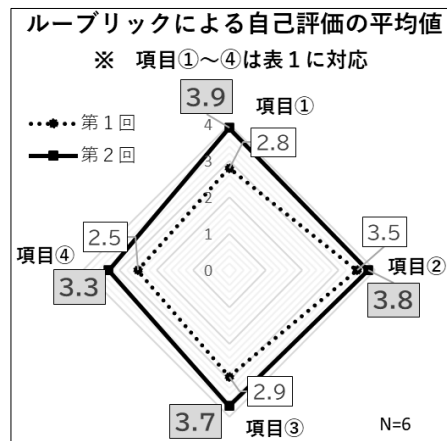 ルーブリックによる自己評価の平均値
※ 項目①～④は表１に対応
3.9
項目①
第１回
第２回
4
3
2
1
0
2.8
2.5
3.5
項目④
項目②
3.3
3.8
2.9
3.7
項目③
N=6